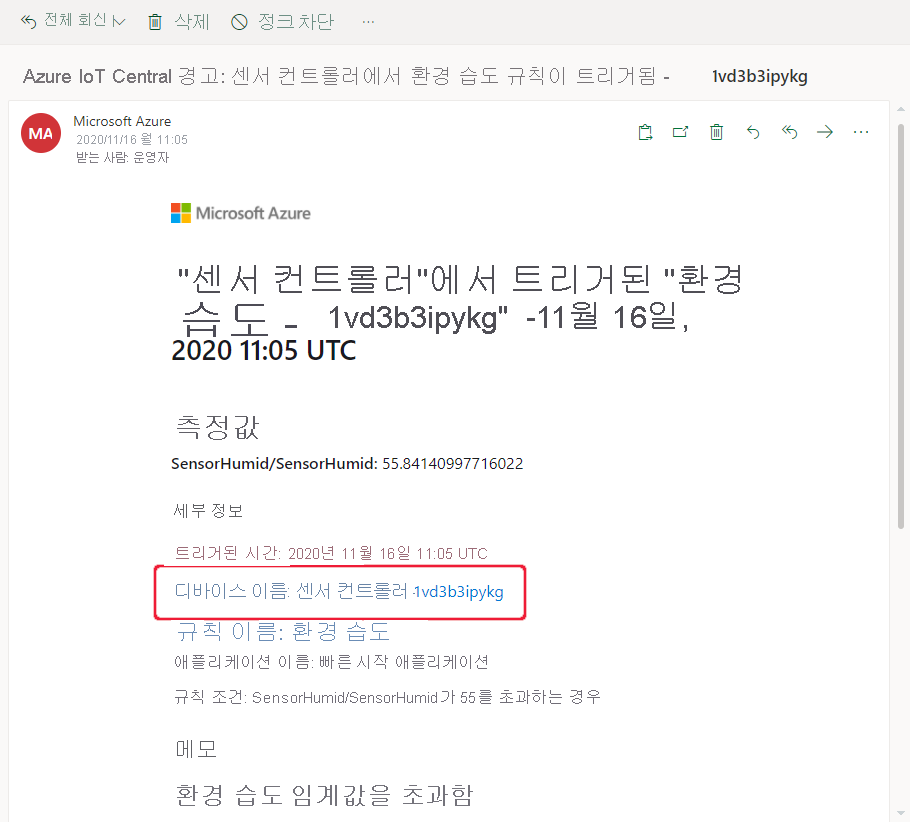 전체 회신
삭제
정크 차단
Azure IoT Central 경고: 센서 컨트롤러에서 환경 습도 규칙이 트리거됨 - 1vd3b3ipykg
MA
Microsoft Azure
2020/11/16 월 11:05
받는 사람: 운영자
Microsoft Azure
"센서 컨트롤러"에서 트리거된 "환경
습도 - 1vd3b3ipykg" -11월 16일,
2020 11:05 UTC
측정값
SensorHumid/SensorHumid: 55.84140997716022
세부 정보
트리거된 시간: 2020년 11월 16일 11:05 UTC
디바이스 이름: 센서 컨트롤러 1vd3b3ipykg
규칙 이름: 환경 습도
애플리케이션 이름: 빠른 시작 애플리케이션
규칙 조건: SensorHumid/SensorHumid가 55를 초과하는 경우
메모
환경 습도 임계값을 초과함